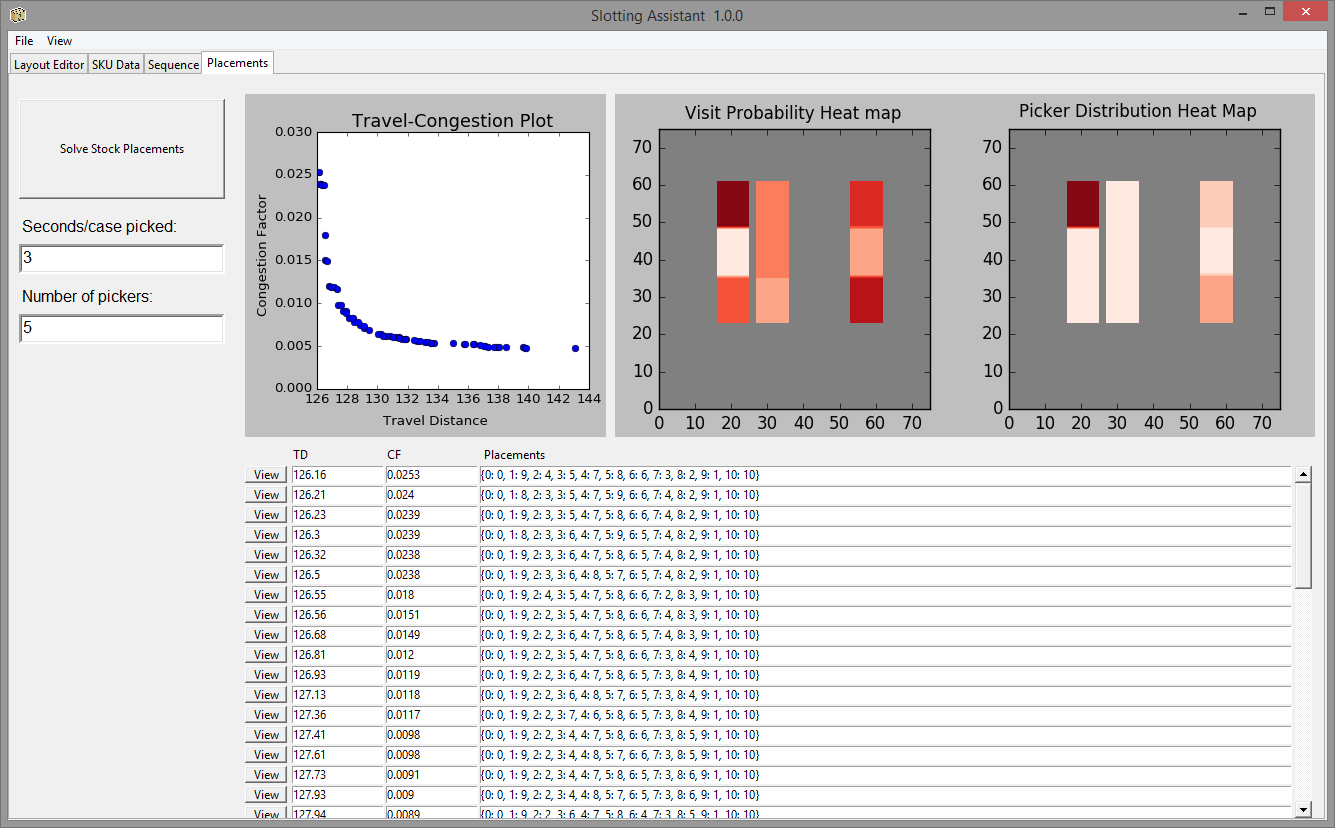 Slotting Assistant 1.0.0
File View
Layout Editor SKU Data Sequence Placements
Solve Stock Placements
Seconds/case picked:
3
Number of pickers:
5
Travel-Congestion Plot
Congestion Factor
0.030
0.025
0.020
0.015
0.010
0.005
0.000
126 128 130 132 134 136 138 140 142 144
Travel Distance
Visit Probability Heat map
70
60
50
40
30
20
10
0
0 10 20 30 40 50 60 70
Picker Distribution Heat Map
70
60
50
40
30
20
10
0
0 10 20 30 40 50 60 70
TD CF Placements
View 126.16 0.0253 {0: 0, 1: 9, 2: 4, 3: 5, 4: 7, 5: 8, 6: 6, 7: 3, 8: 2, 9: 1, 10: 10}
View 126.21 0.024 {0: 0, 1: 8, 2: 3, 3: 5, 4: 7, 5: 9, 6: 6, 7: 4, 8: 2, 9: 1, 10: 10}
View 126.23 0.0239 {0: 0, 1: 9, 2: 3, 3: 5, 4: 7, 5: 8, 6: 6, 7: 4, 8: 2, 9: 1, 10: 10}
View 126.3 0.0239 {0: 0, 1: 8, 2: 3, 3: 6, 4: 7, 5: 9, 6: 5, 7: 4, 8: 2, 9: 1, 10: 10}
View 126.32 0.0238 {0: 0, 1: 9, 2: 3, 3: 6, 4: 7, 5: 8, 6: 5, 7: 4, 8: 2, 9: 1, 10: 10}
View 126.5 0.0238 {0: 0, 1: 9, 2: 3, 3: 6, 4: 8, 5: 7, 6: 5, 7: 4, 8: 2, 9: 1, 10: 10}
View 126.55 0.018 {0: 0, 1: 9, 2: 4, 3: 5, 4: 7, 5: 8, 6: 6, 7: 2, 8: 3, 9: 1, 10: 10}
View 126.56 0.0151 {0: 0, 1: 9, 2: 2, 3: 5, 4: 7, 5: 8, 6: 6, 7: 4, 8: 3, 9: 1, 10: 10}
View 126.68 0.0149 {0: 0, 1: 9, 2: 2, 3: 6, 4: 7, 5: 8, 6: 5, 7: 4, 8: 3, 9: 1, 10: 10}
View 126.81 0.012 {0: 0, 1: 9, 2: 2, 3: 5, 4: 7, 5: 8, 6: 6, 7: 3, 8: 4, 9: 1, 10: 10}
View 126.93 0.0119 {0: 0, 1: 9, 2: 2, 3: 6, 4: 7, 5: 8, 6: 5, 7: 3, 8: 4, 9: 1, 10: 10}
View 127.13 0.0118 {0: 0, 1: 9, 2: 2, 3: 6, 4: 8, 5: 7, 6: 5, 7: 3, 8: 4, 9: 1, 10: 10}
View 127.36 0.0117 {0: 0, 1: 9, 2: 2, 3: 7, 4: 6, 5: 8, 6: 5, 7: 3, 8: 4, 9: 1, 10: 10}
View 127.41 0.0098 {0: 0, 1: 9, 2: 2, 3: 4, 4: 7, 5: 8, 6: 6, 7: 3, 8: 5, 9: 1, 10: 10}
View 127.61 0.0098 {0: 0, 1: 9, 2: 2, 3: 4, 4: 8, 5: 7, 6: 6, 7: 3, 8: 5, 9: 1, 10: 10}
View 127.73 0.0091 {0: 0, 1: 9, 2: 2, 3: 4, 4: 7, 5: 8, 6: 5, 7: 3, 8: 6, 9: 1, 10: 10}
View 127.93 0.009 {0: 0, 1: 9, 2: 2, 3: 4, 4: 8, 5: 7, 6: 5, 7: 3, 8: 6, 9: 1, 10: 10}
View 127.94 0.0089 {0: 0, 1: 9, 2: 2, 3: 6, 4: 7, 5: 8, 6: 4, 7: 3, 8: 5, 9: 1, 10: 10}